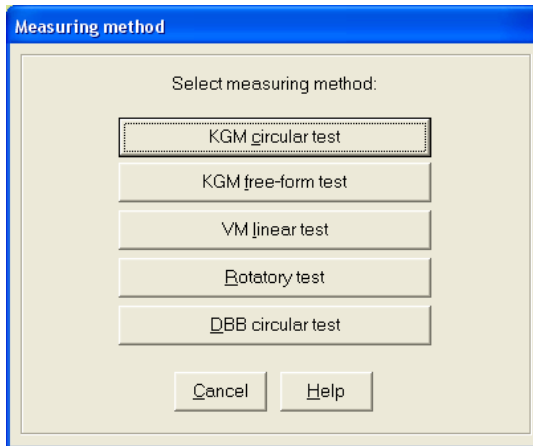 Measuring method
Select measuring method:
KGM circular test
KGM free-form test
VM linear test
Rotatory test
DBB circular test
Cancel Help